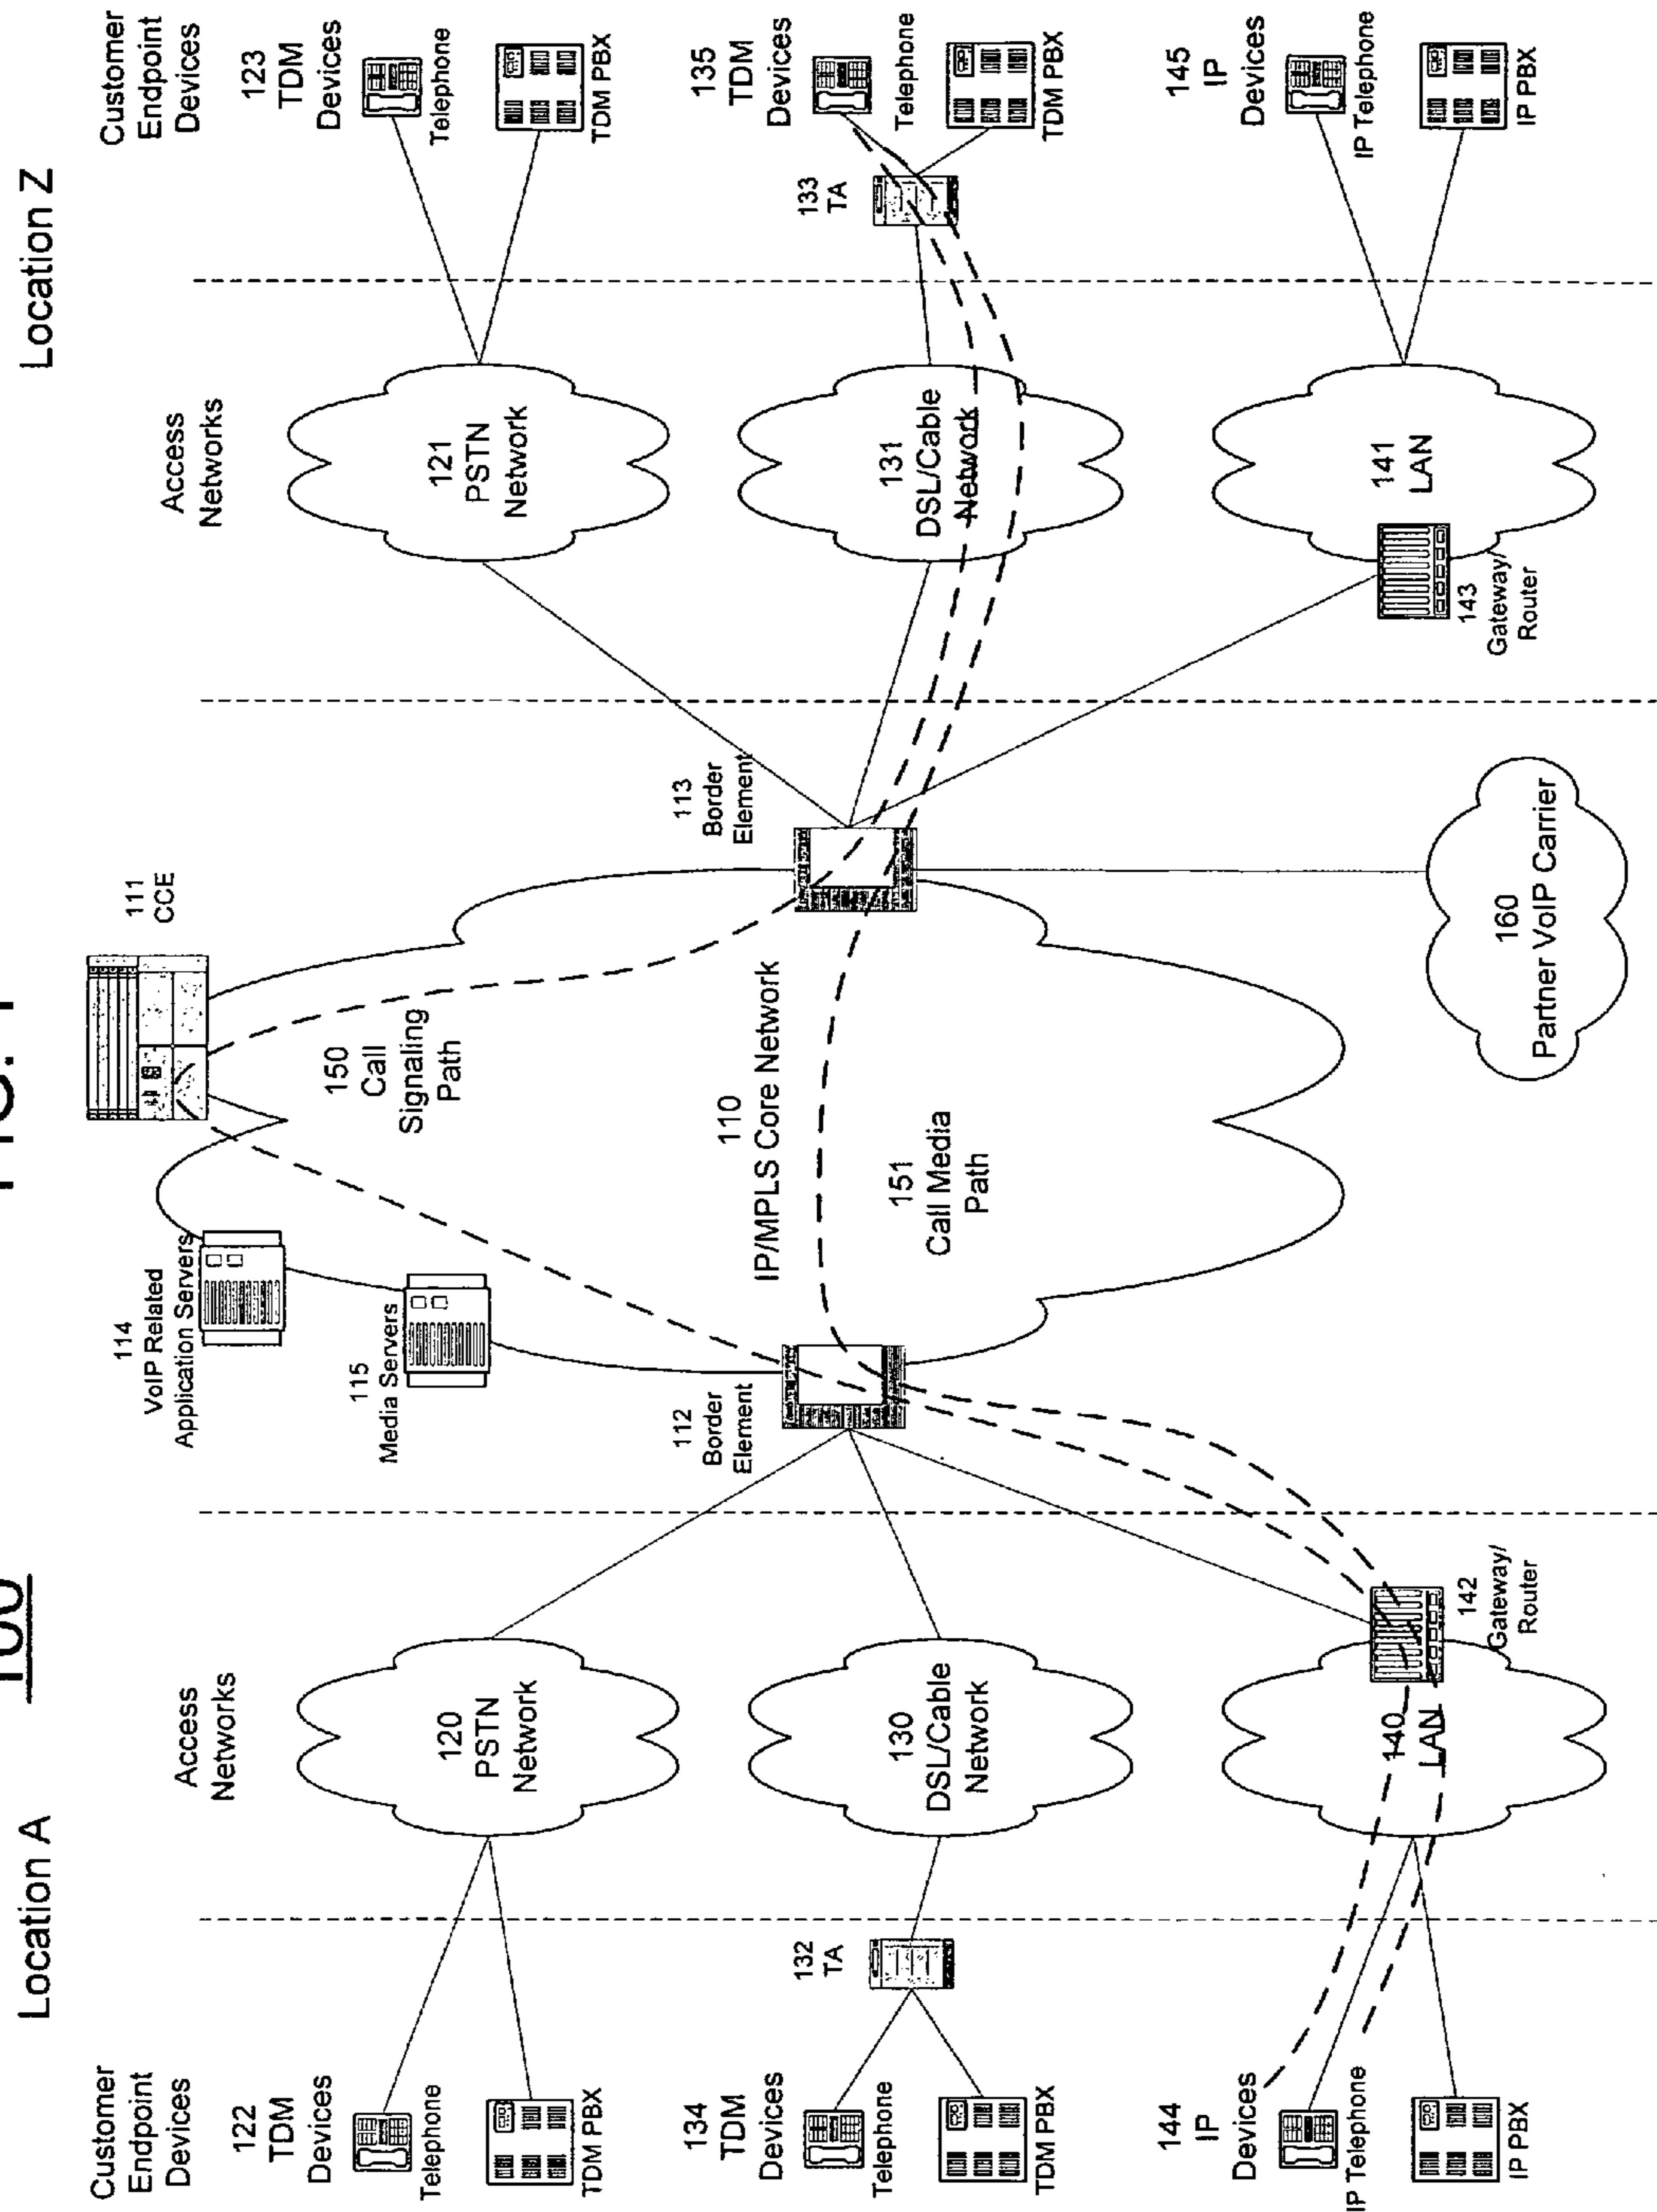 FIG. 1
100
Location A
Location Z
Customer
Endpoint
Devices
Access
Networks
Access
Networks
Customer
Endpoint
Devices
111
CCE
114
VoIP Related
Application Servers
115
Media Servers
150
Call
Signaling
Path
122
TDM
Devices
Telephone
TDM PBX
120
PSTN
Network
121
PSTN
Network
123
TDM
Devices
Telephone
TDM PBX
112
Border
Element
110
IP/MPLS Core Network
113
Border
Element
134
TDM
Devices
Telephone
TDM PBX
132
TA
130
DSL/Cable
Network
151
Call Media
Path
131
DSL/Cable
Network
133
TA
135
TDM
Devices
Telephone
TDM PBX
144
IP
Devices
IP Telephone
IP PBX
140
LAN
142
Gateway/
Router
160
Partner VoIP Carrier
143
Gateway/
Router
141
LAN
145
IP
Devices
IP Telephone
IP PBX